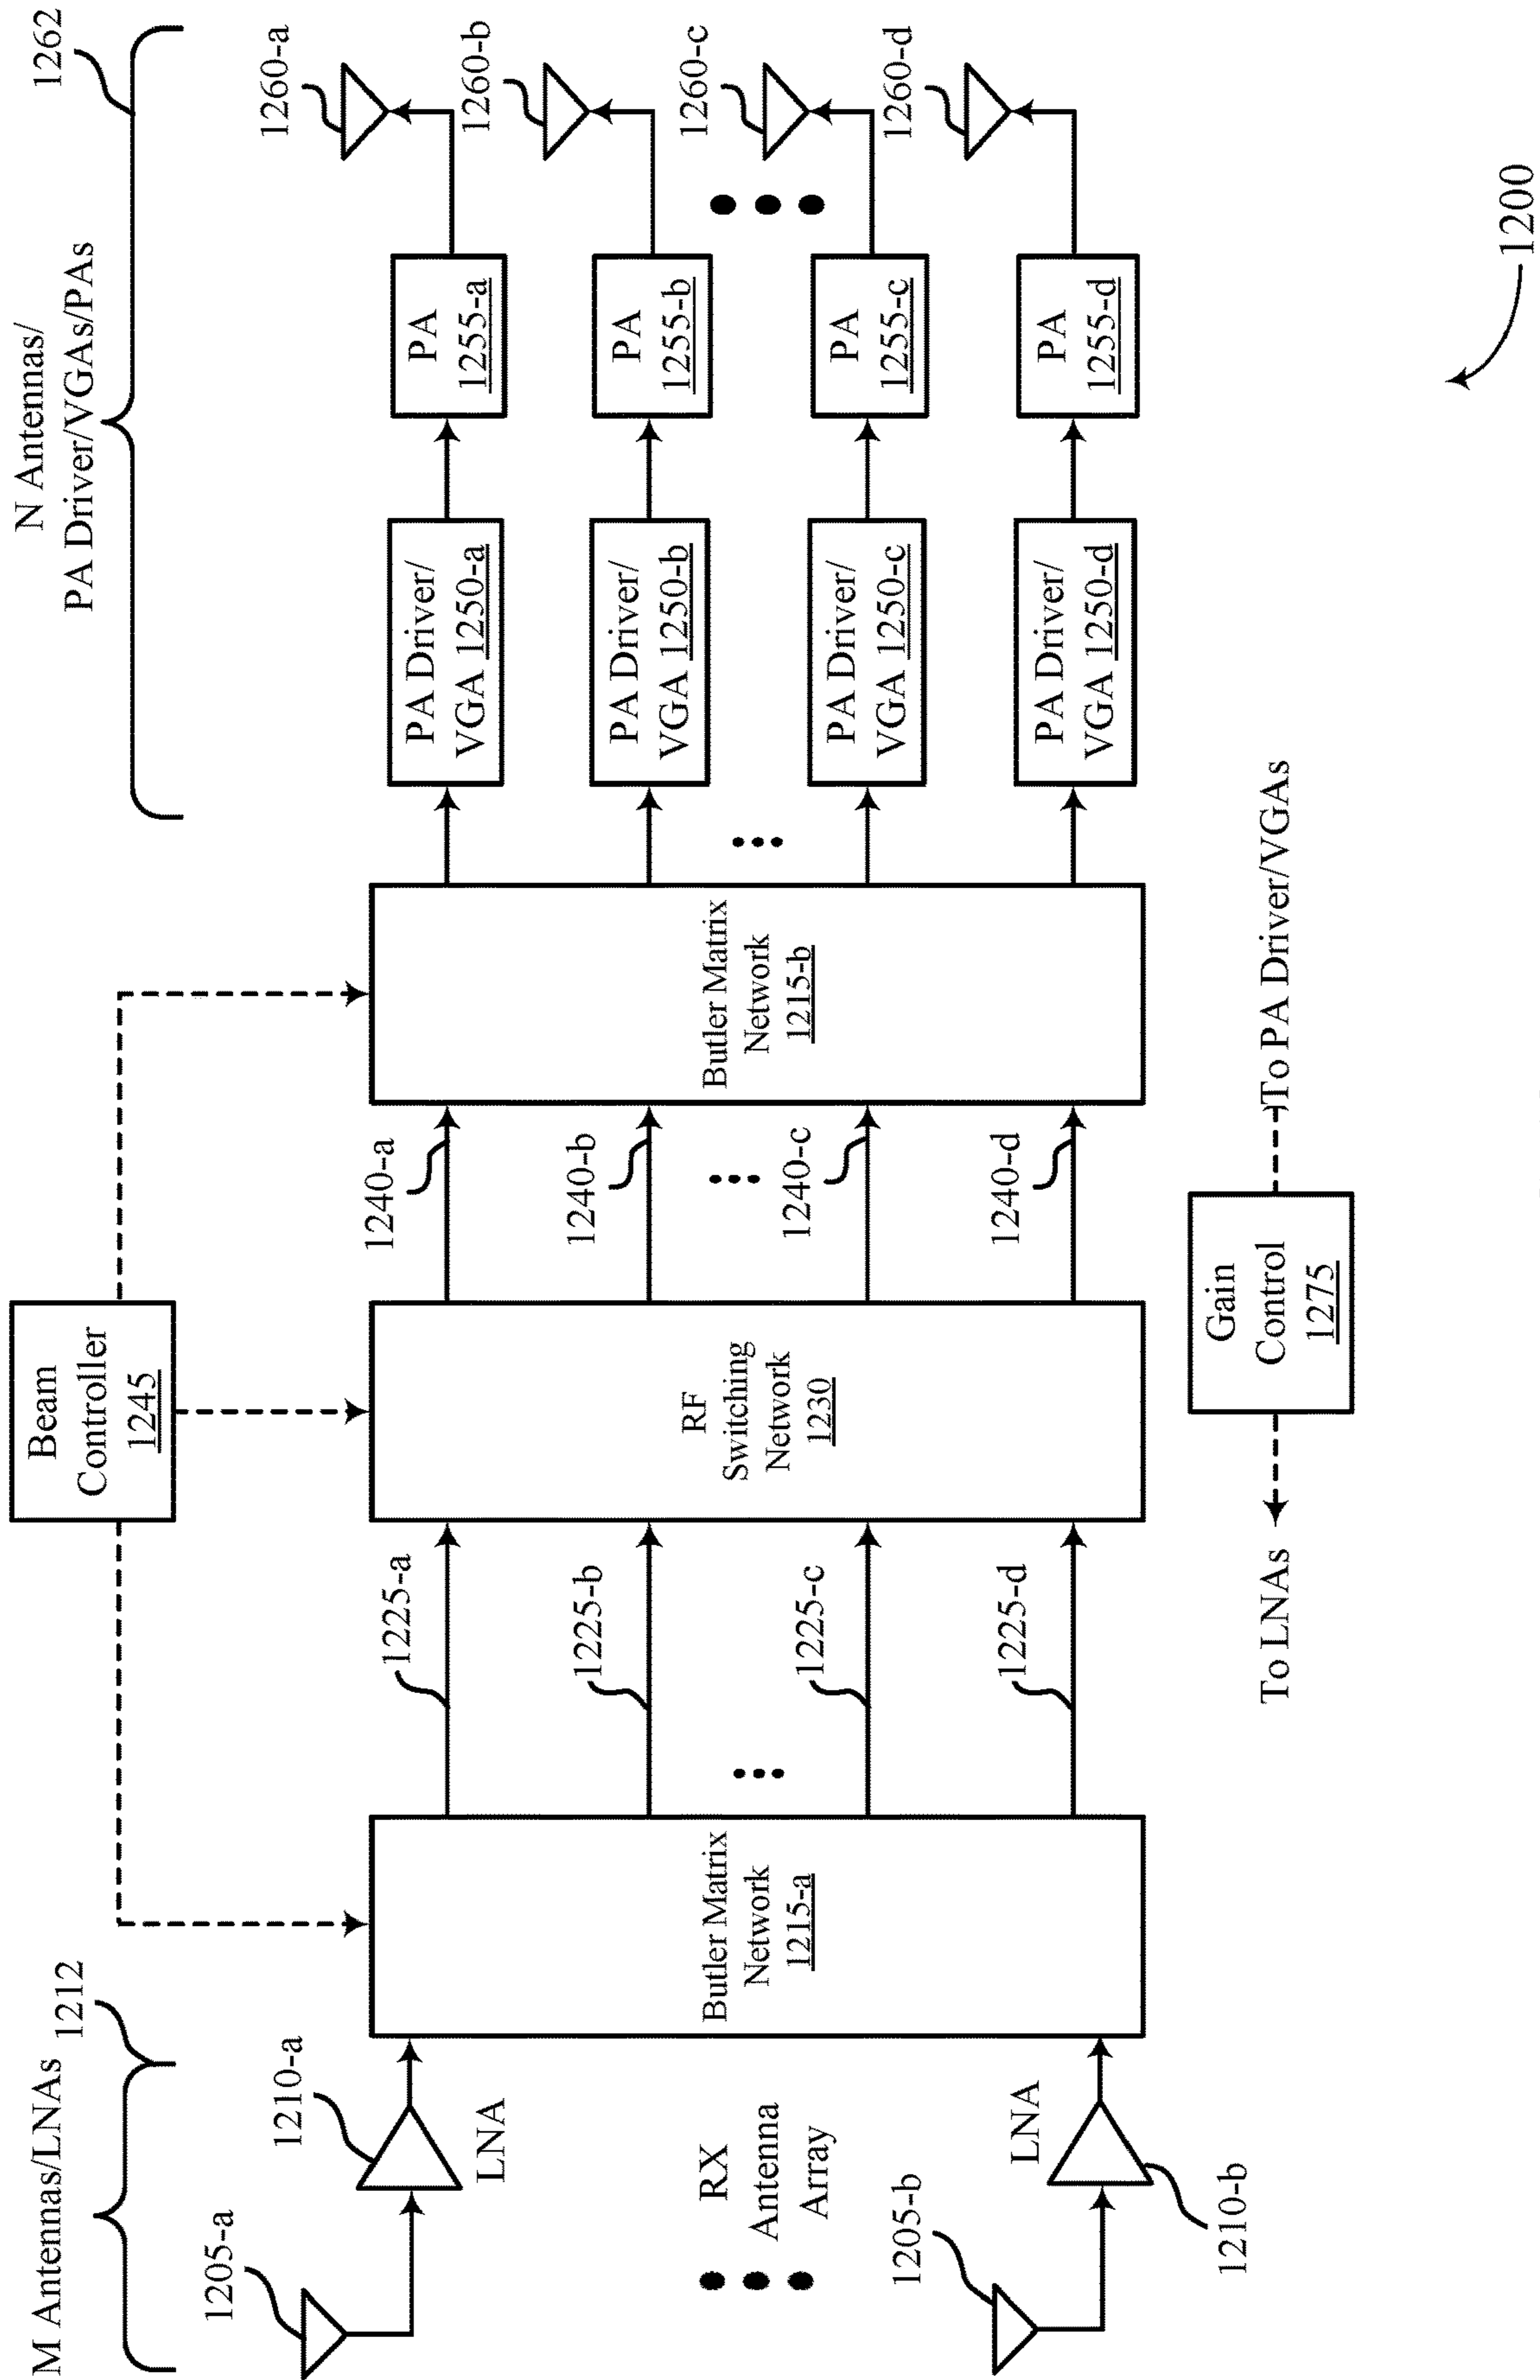 M Antennas/LNAs
1212
1205-a
1210-a
LNA
RX
Antenna
Array
1205-b
LNA
1210-b
Butler Matrix
Network
1215-a
1225-a
1225-b
1225-c
1225-d
Beam
Controller
1245
RF
Switching
Network
1230
1240-a
1240-b
1240-c
1240-d
Butler Matrix
Network
1215-b
N Antennas/
PA Driver/VGAs/PAs
1262
PA Driver/
VGA 1250-a
PA
1255-a
1260-a
PA Driver/
VGA 1250-b
PA
1255-b
1260-b
PA Driver/
VGA 1250-c
PA
1255-c
1260-c
PA Driver/
VGA 1250-d
PA
1255-d
1260-d
To LNAs
Gain
Control
1275
To PA Driver/VGAs
1200